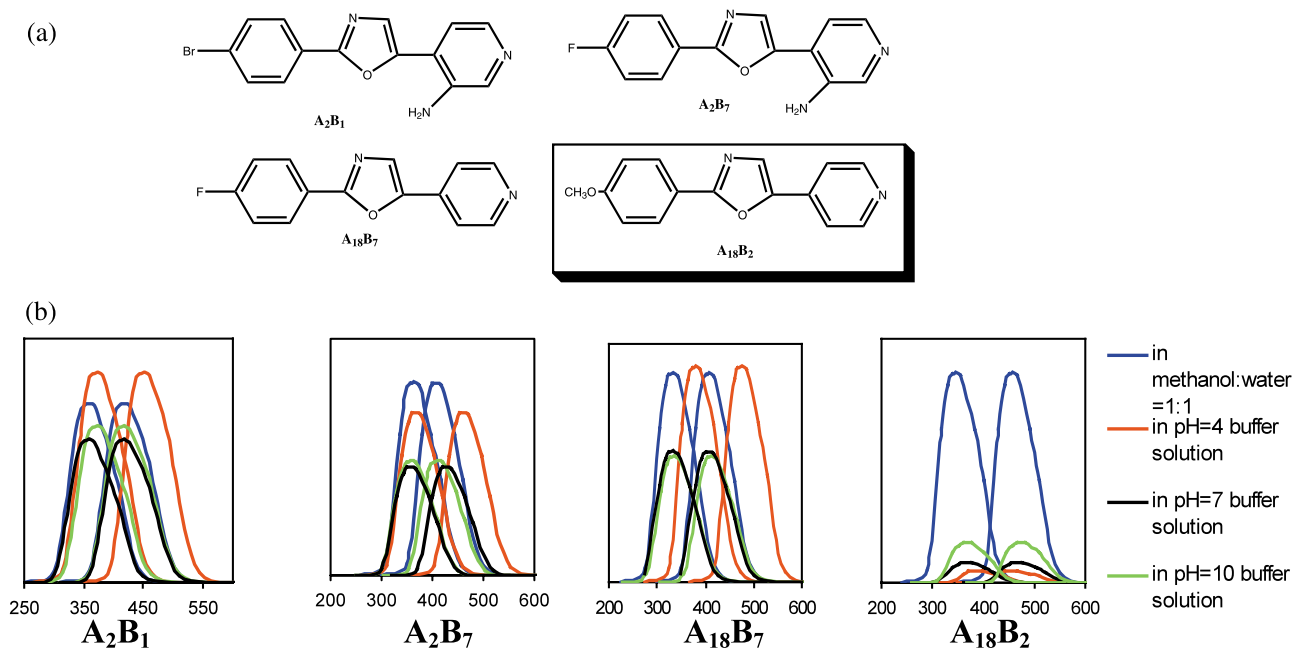 (a)
Br
N
O
N
H₂N
A₂B₁
F
N
O
N
H₂N
A₂B₇
F
N
O
N
A₁₈B₇
CH₃O
N
O
N
A₁₈B₂
(b)
250 350 450 550
A₂B₁
200 300 400 500 600
A₂B₇
200 300 400 500 600
A₁₈B₇
200 300 400 500 600
A₁₈B₂
in
methanol:water
=1:1
in pH=4 buffer
solution
in pH=7 buffer
solution
in pH=10 buffer
solution